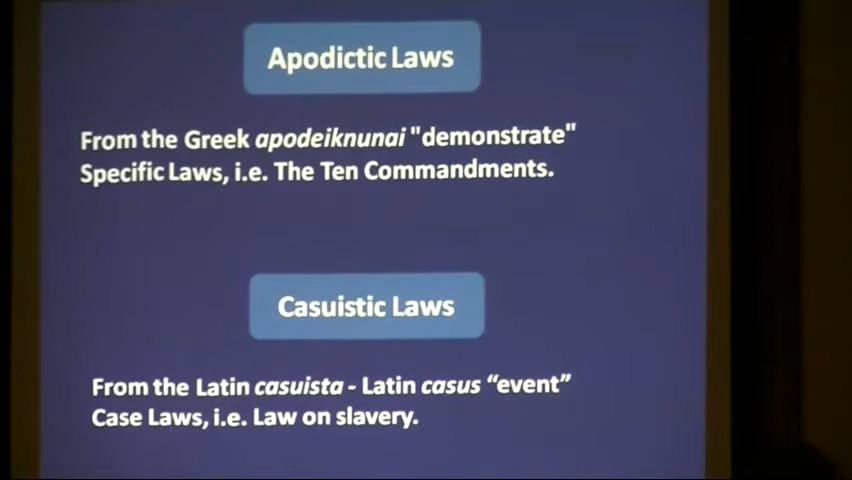 Apodictic Laws
From the Greek apodeiknunai "demonstrate"
Specific Laws, i.e. The Ten Commandments.
Casuistic Laws
From the Latin casuista - Latin casus “event”
Case Laws, i.e. Law on slavery.